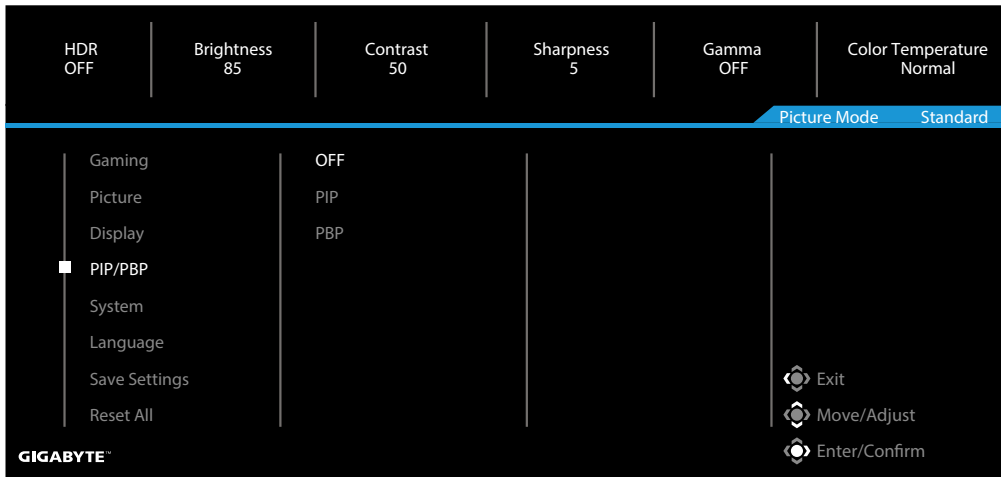 HDR Brightness Contrast Sharpness Gamma Color Temperature
OFF 85 50 5 OFF Normal
Picture Mode Standard
Gaming OFF
Picture PIP
Display PBP
PIP/PBP
System
Language
Save Settings Exit
Reset All Move/Adjust
GIGABYTE™ Enter/Confirm